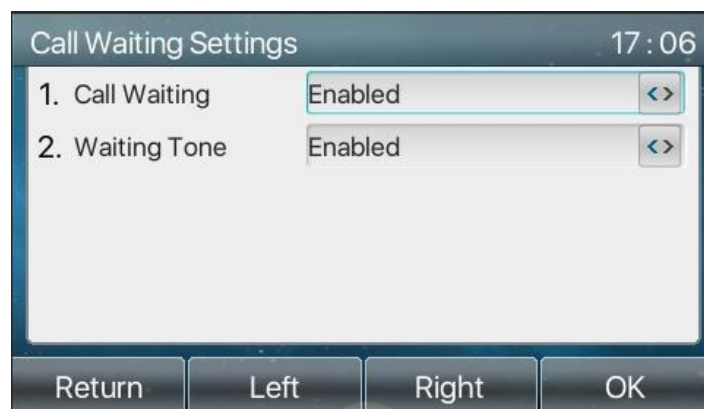 Call Waiting Settings 17:06
1. Call Waiting Enabled <>
2. Waiting Tone Enabled <>
Return Left Right OK